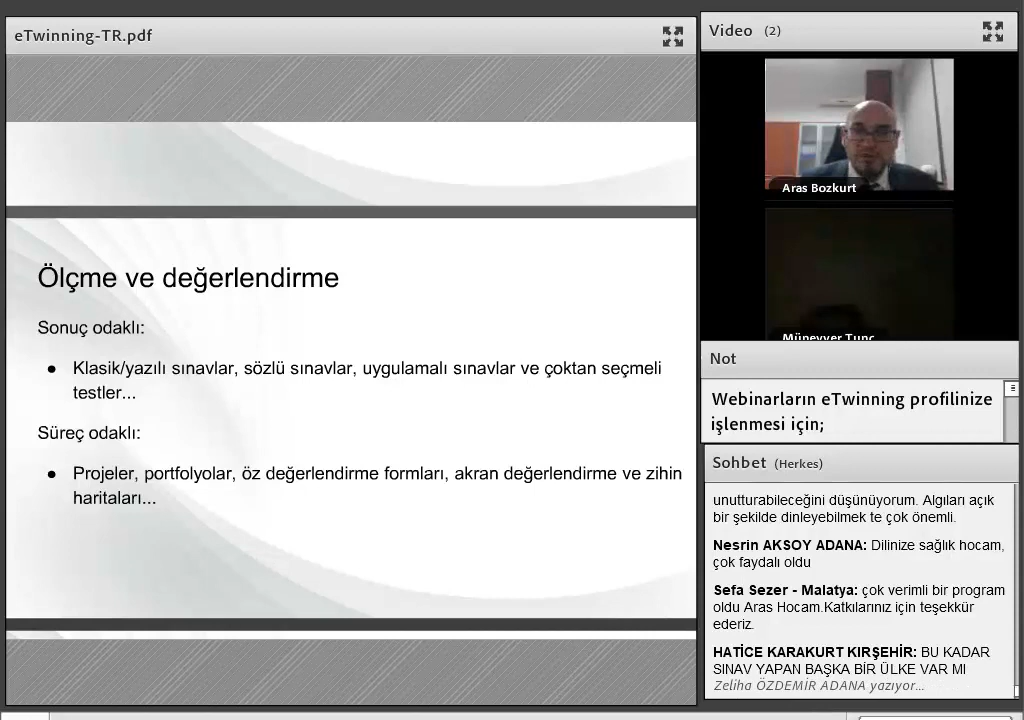 eTwinning-TR.pdf
Ölçme ve değerlendirme
Sonuç odaklı:
● Klasik/yazılı sınavlar, sözlü sınavlar, uygulamalı sınavlar ve çoktan seçmeli
testler...
Süreç odaklı:
● Projeler, portfolyolar, öz değerlendirme formları, akran değerlendirme ve zihin
haritaları...
Video (2)
Aras Bozkurt
Münevver Tunç
Not
Webinarların eTwinning profilinize
işlenmesi için;
Sohbet (Herkes)
unutturabileceğini düşünüyorum. Algıları açık
bir şekilde dinleyebilmek te çok önemli.
Nesrin AKSOY ADANA: Dilinize sağlık hocam,
çok faydalı oldu
Sefa Sezer - Malatya: çok verimli bir program
oldu Aras Hocam.Katkılarınız için teşekkür
ederiz.
HATİCE KARAKURT KIRŞEHİR: BU KADAR
SINAV YAPAN BAŞKA BİR ÜLKE VAR MI
Zeliha ÖZDEMİR ADANA yazıyor...